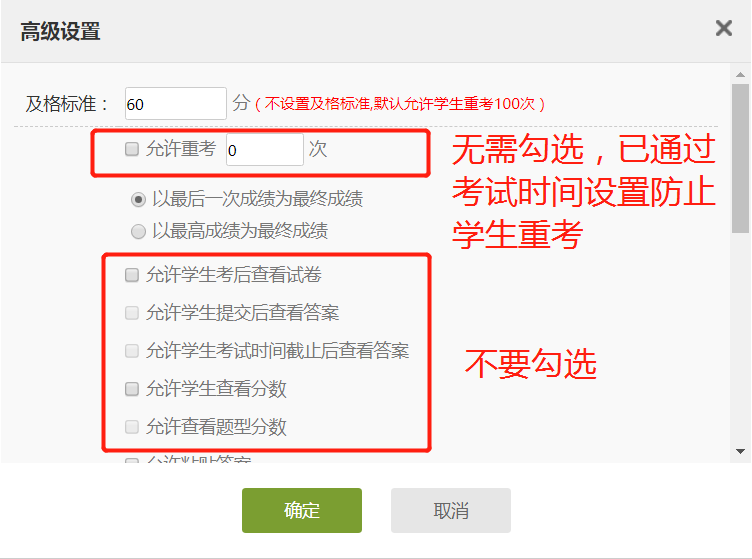 高级设置
及格标准： 60 分（不设置及格标准,默认允许学生重考100次）
允许重考 0 次
无需勾选，已通过
考试时间设置防止
学生重考
以最后一次成绩为最终成绩
以最高成绩为最终成绩
允许学生考后查看试卷
允许学生提交后查看答案
允许学生考试时间截止后查看答案
不要勾选
允许学生查看分数
允许查看题型分数
允许粘贴答案
确定 取消